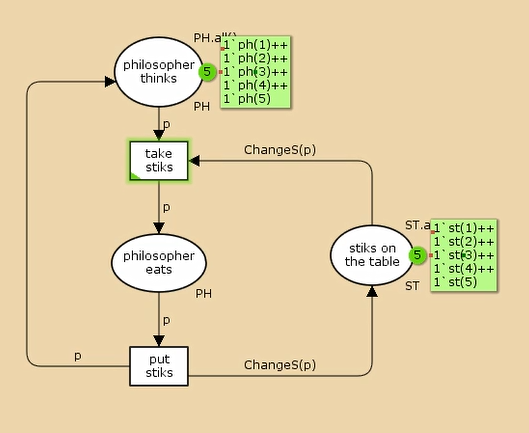 PH.all()
philosopher
thinks
5
1`ph(1)++
1`ph(2)++
1`ph(3)++
1`ph(4)++
1`ph(5)
PH
p
take
stiks
ChangeS(p)
p
philosopher
eats
PH
stiks on
the table
ST.a
5
1`st(1)++
1`st(2)++
1`st(3)++
1`st(4)++
1`st(5)
ST
p
p
put
stiks
ChangeS(p)